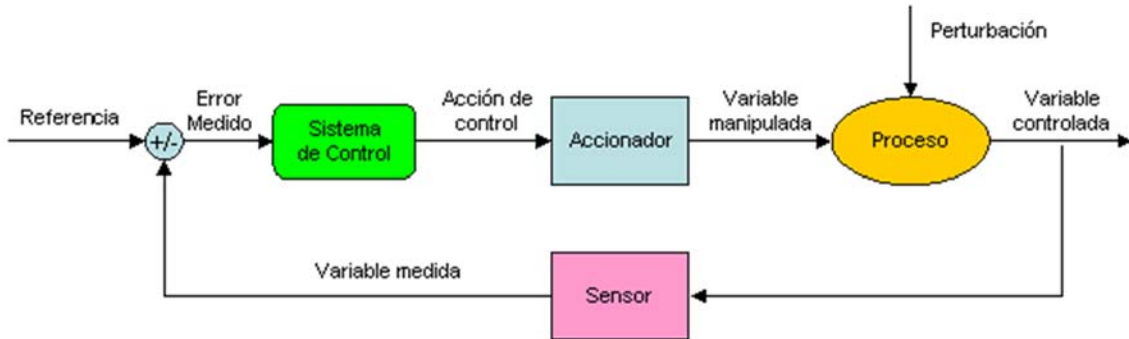 Perturbación
Referencia
Error
Medido
+/-
Sistema
de Control
Acción de
control
Accionador
Variable
manipulada
Proceso
Variable
controlada
Variable medida
Sensor